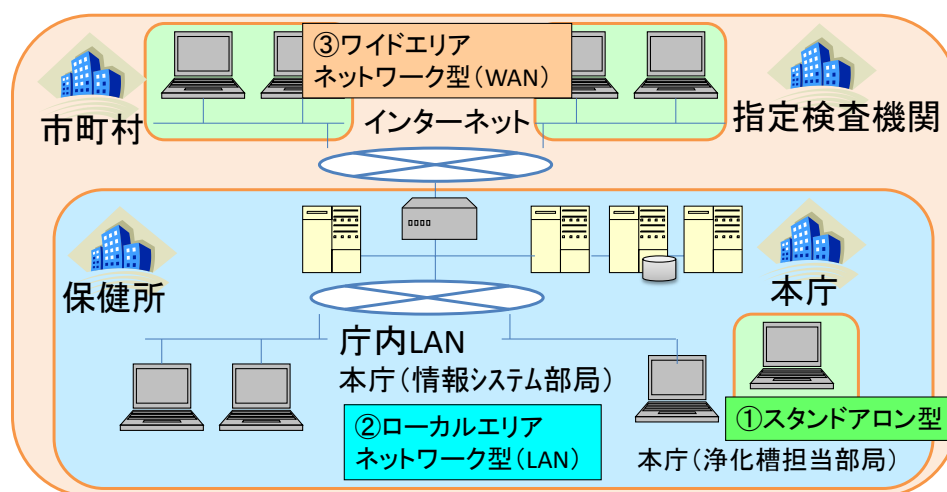 ③ワイドエリア
ネットワーク型(WAN)
市町村
インターネット
指定検査機関
保健所
本庁
庁内LAN
本庁(情報システム部局)
②ローカルエリア
ネットワーク型(LAN)
①スタンドアロン型
本庁(浄化槽担当部局)